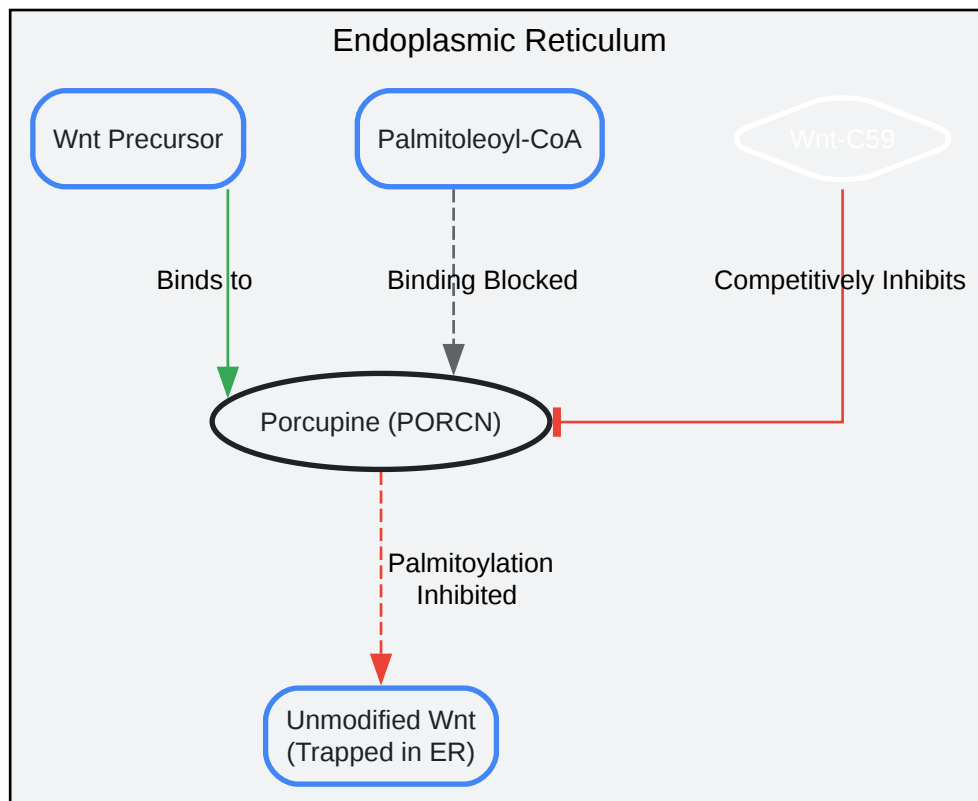 Endoplasmic Reticulum
Wnt Precursor
Palmitoleoyl-CoA
Wnt-C59
Binds to
Binding Blocked
Competitively Inhibits
Porcupine (PORCN)
Palmitoylation
Inhibited
Unmodified Wnt
(Trapped in ER)